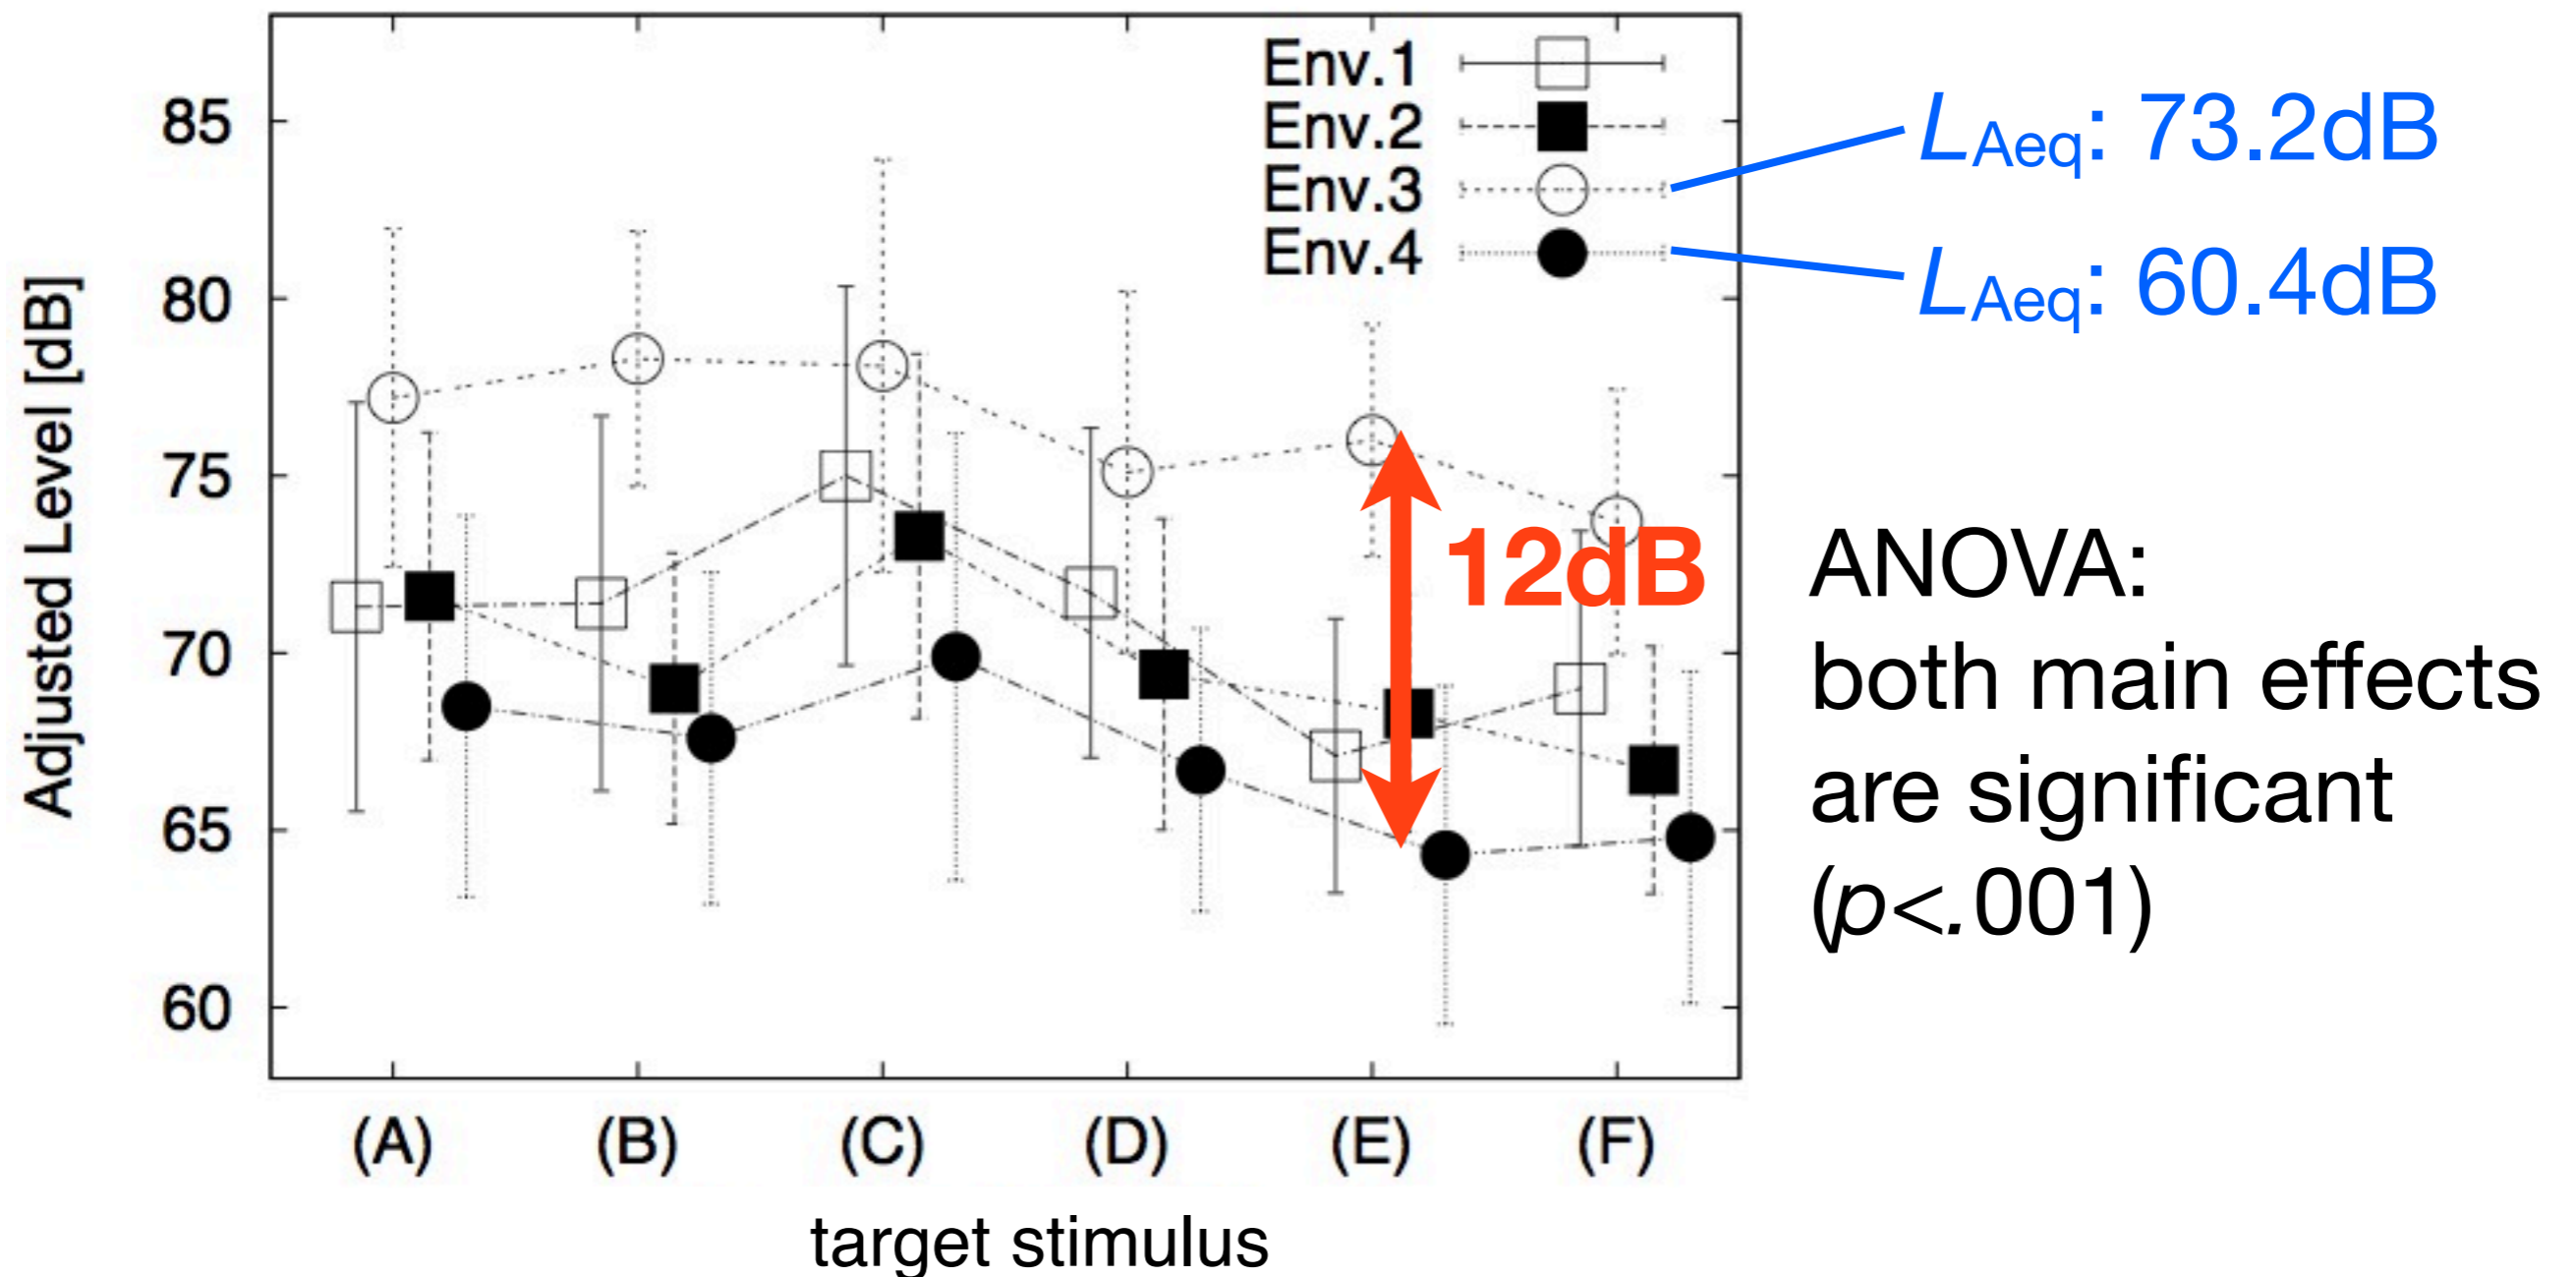 Env.1
Env.2
Env.3
Env.4
LAeq: 73.2dB
LAeq: 60.4dB
Adjusted Level [dB]
85
80
75
70
65
60
12dB
ANOVA:
both main effects
are significant
(p<.001)
(A) (B) (C) (D) (E) (F)
target stimulus